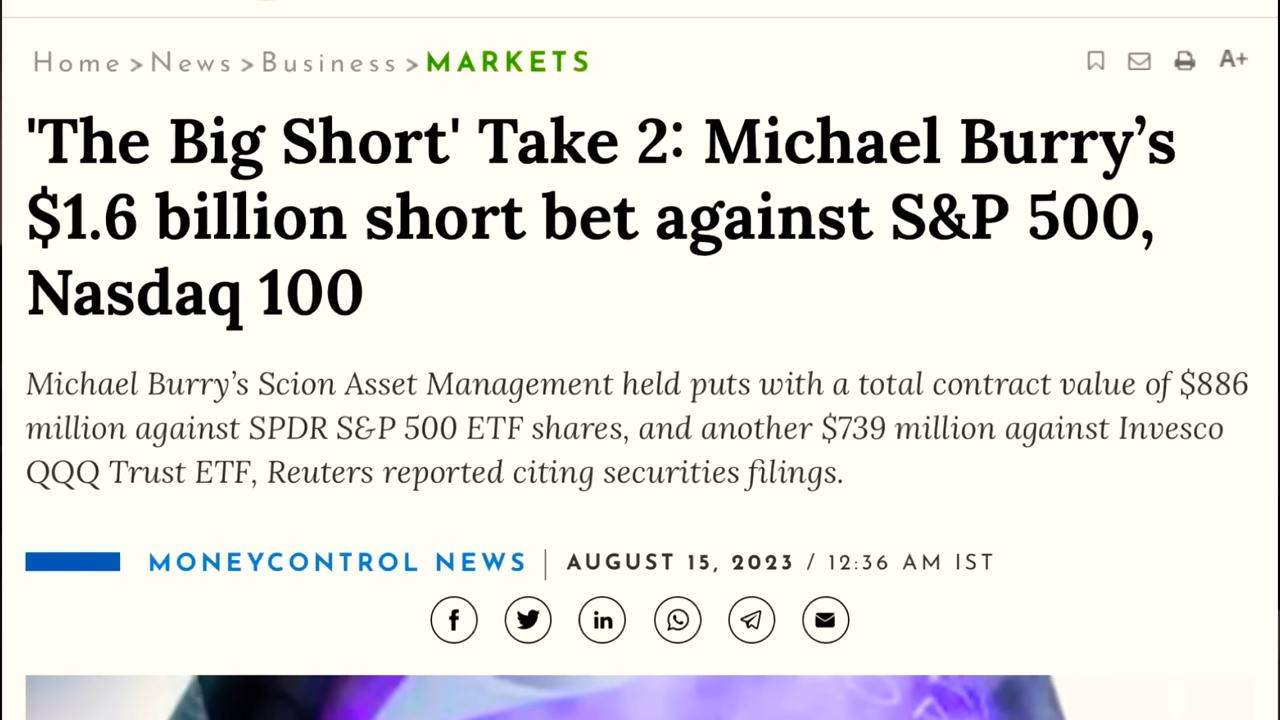 Home > News > Business > MARKETS
A+
'The Big Short' Take 2: Michael Burry’s
$1.6 billion short bet against S&P 500,
Nasdaq 100
Michael Burry’s Scion Asset Management held puts with a total contract value of $886
million against SPDR S&P 500 ETF shares, and another $739 million against Invesco
QQQ Trust ETF, Reuters reported citing securities filings.
MONEYCONTROL NEWS | AUGUST 15, 2023 / 12:36 AM IST